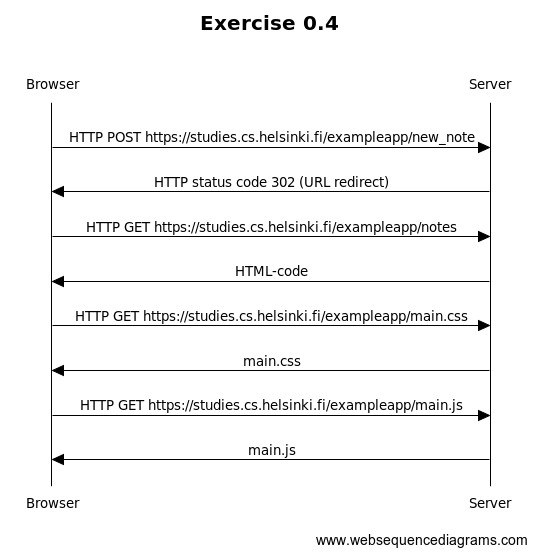 Exercise 0.4
Browser
Server
HTTP POST https://studies.cs.helsinki.fi/exampleapp/new_note
HTTP status code 302 (URL redirect)
HTTP GET https://studies.cs.helsinki.fi/exampleapp/notes
HTML-code
HTTP GET https://studies.cs.helsinki.fi/exampleapp/main.css
main.css
HTTP GET https://studies.cs.helsinki.fi/exampleapp/main.js
main.js
Browser
Server
www.websequencediagrams.com